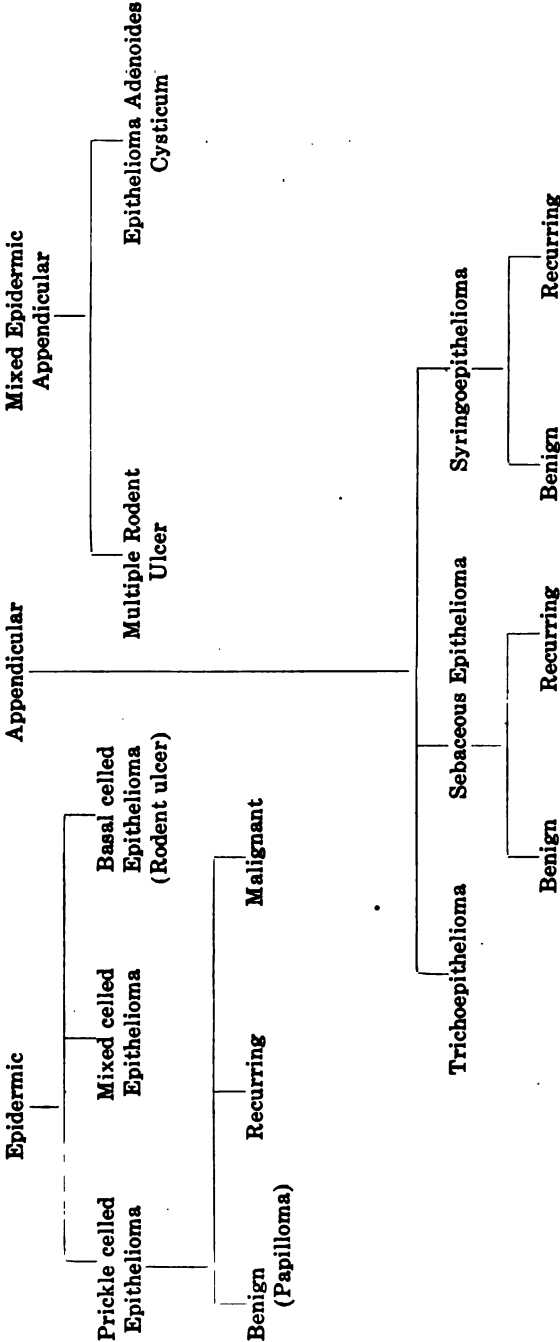 Epidermic
Prickle celled
Epithelioma
Mixed celled
Epithelioma
Basal celled
Epithelioma
(Rodent ulcer)
Benign
(Papilloma)
Recurring
Malignant
Appendicular
Trichoepithelioma
Sebaceous Epithelioma
Benign
Recurring
Syringoepithelioma
Benign
Recurring
Mixed Epidermic
Appendicular
Multiple Rodent
Ulcer
Epithelioma Adenoides
Cysticum